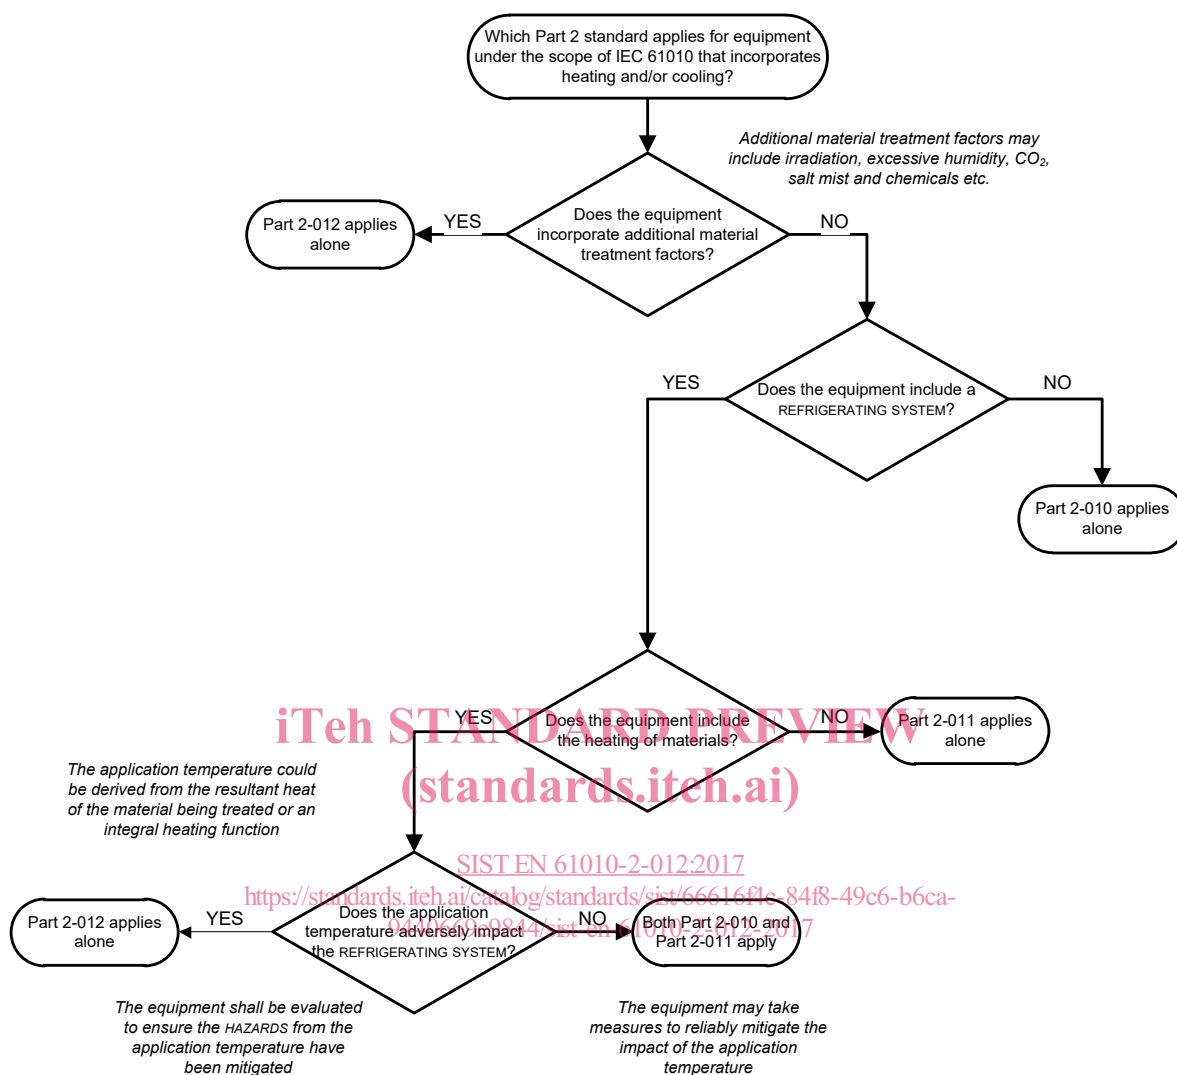 Which Part 2 standard applies for equipment
under the scope of IEC 61010 that incorporates
heating and/or cooling?
Additional material treatment factors may
include irradiation, excessive humidity, CO₂,
salt mist and chemicals etc.
Does the equipment
incorporate additional material
treatment factors?
YES
NO
Part 2-012 applies
alone
Does the equipment include a
REFRIGERATING SYSTEM?
YES
NO
Part 2-010 applies
alone
Does the equipment include
the heating of materials?
YES
NO
Part 2-011 applies
alone
iTeh STANDARD PREVIEW
(standards.iteh.ai)
The application temperature could
be derived from the resultant heat
of the material being treated or an
integral heating function
SIST EN 61010-2-012:2017
https://standards.iteh.ai/catalog/standards/sist/66616f4c-84f8-49c6-b6ca-
Does the application
temperature adversely impact
the REFRIGERATING SYSTEM?
YES
NO
Part 2-012 applies
alone
Both Part 2-010 and
Part 2-011 apply
The equipment shall be evaluated
to ensure the HAZARDS from the
application temperature have
been mitigated
The equipment may take
measures to reliably mitigate the
impact of the application
temperature